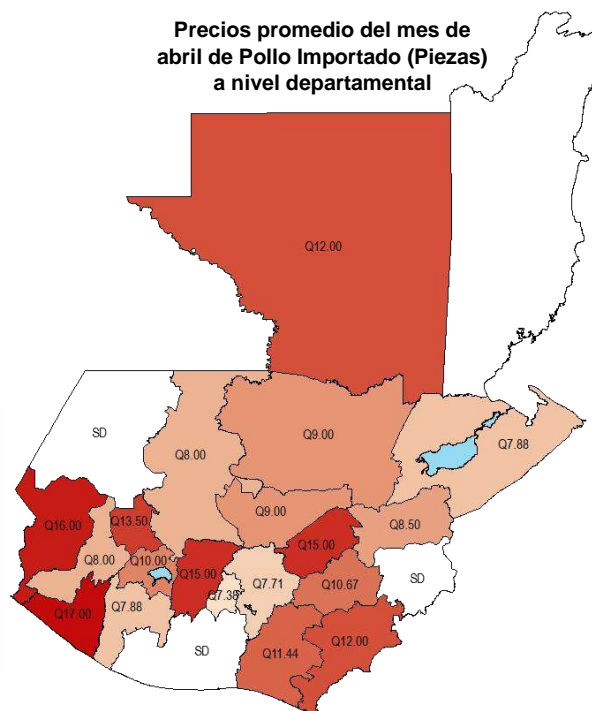 Precios promedio del mes de
abril de Pollo Importado (Piezas)
a nivel departamental
Q12.00
SD
Q8.00
Q9.00
Q7.88
Q16.00
Q13.50
Q9.00
Q8.50
Q8.00
Q10.00
Q15.00
Q15.00
Q7.71
Q7.38
Q10.67
SD
Q17.00
Q7.88
SD
Q11.44
Q12.00